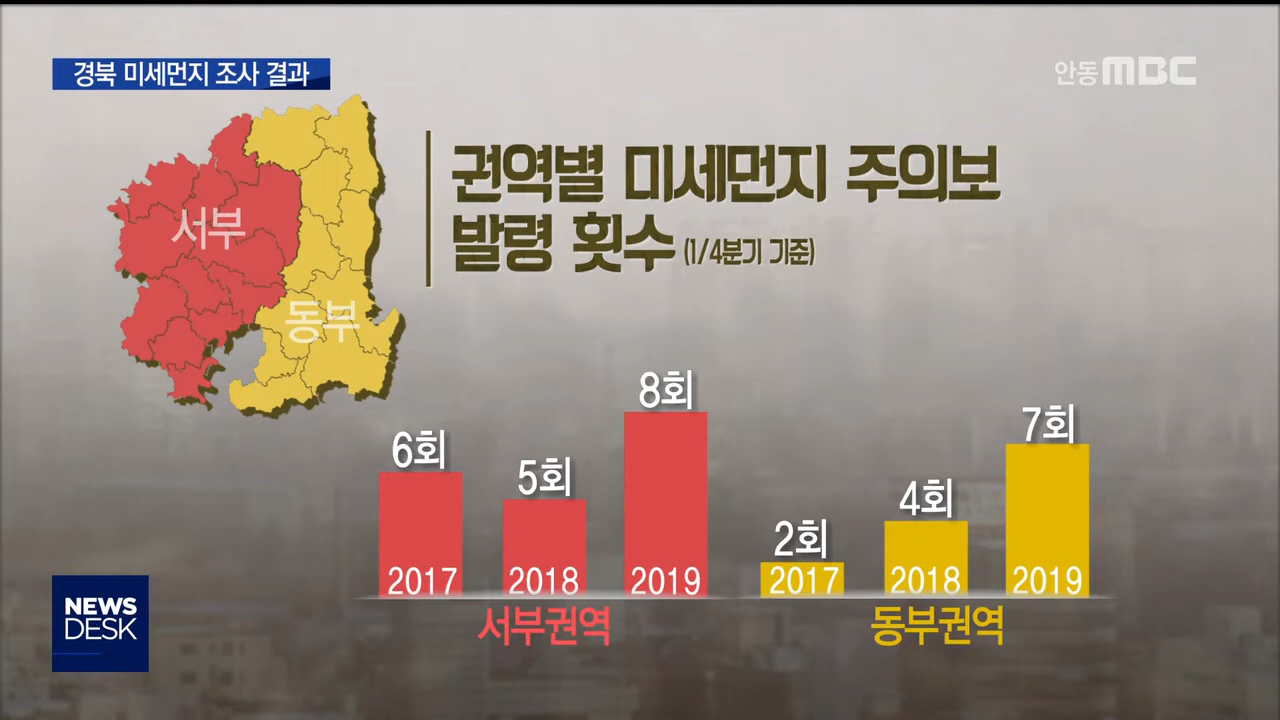 경북 미세먼지 조사 결과
안동MBC
서부
동부
권역별 미세먼지 주의보
발령 횟수 (1/4분기 기준)
6회
5회
8회
2017
2018
2019
서부권역
2회
4회
7회
2017
2018
2019
동부권역
NEWS
DESK